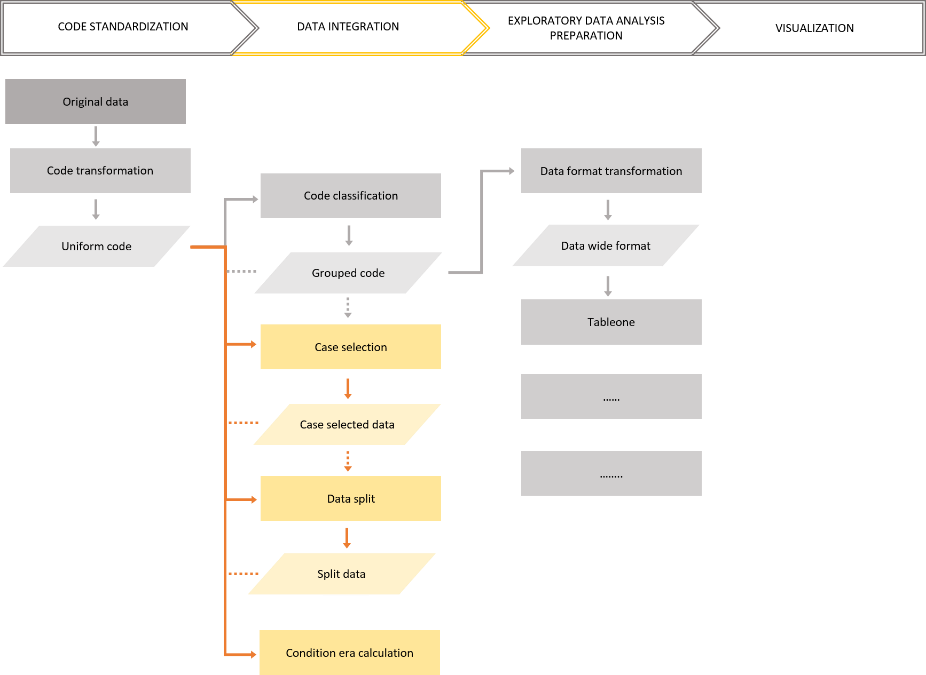 CODE STANDARDIZATION
DATA INTEGRATION
EXPLORATORY DATA ANALYSIS
PREPARATION
VISUALIZATION
Original data
Code transformation
Uniform code
Code classification
Grouped code
Case selection
Case selected data
Data split
Split data
Condition era calculation
Data format transformation
Data wide format
Tableone
......
........